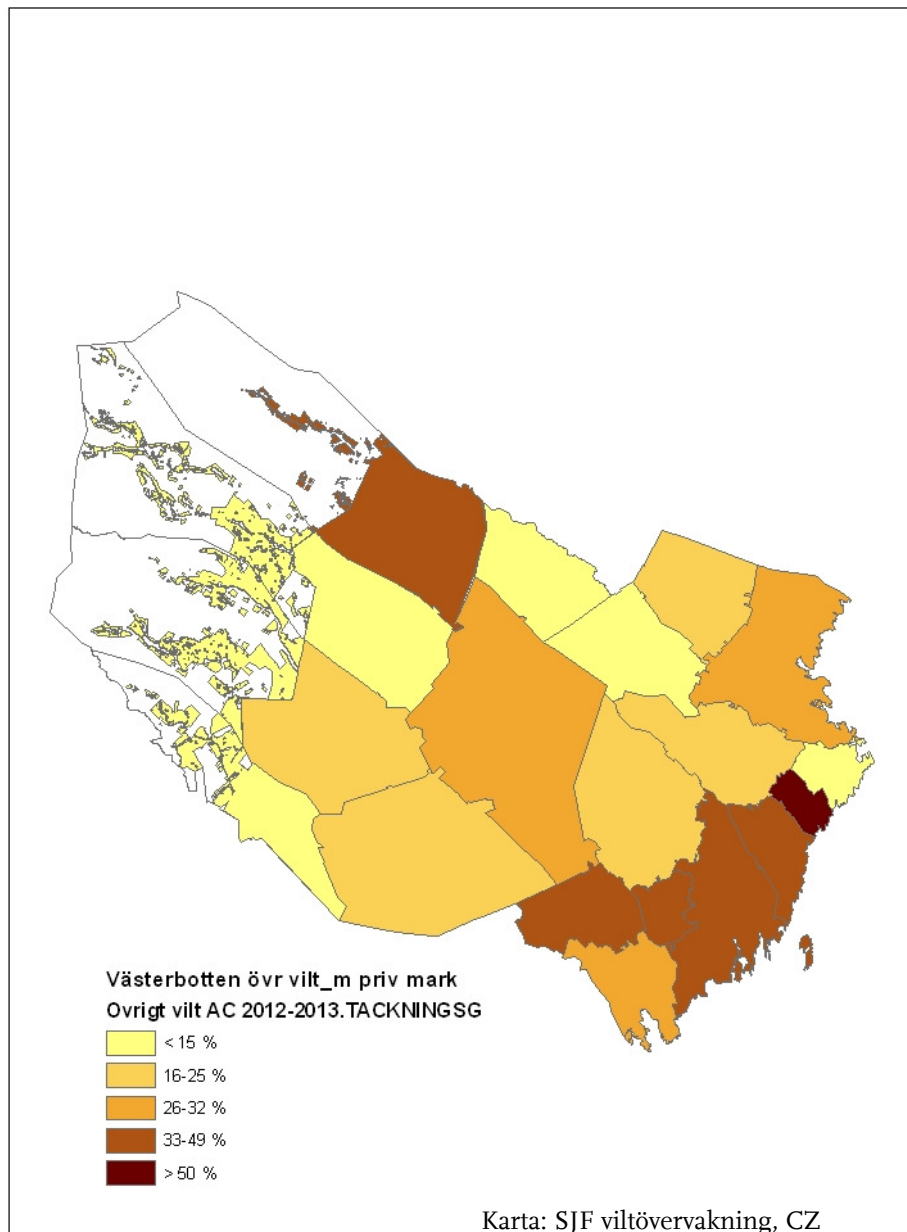 Västerbotten övr vilt_m priv mark
Ovrigt vilt AC 2012-2013.TACKNINGSG
<15 %
16-25 %
26-32 %
33-49 %
>50 %
Karta: SJF viltövervakning, CZ